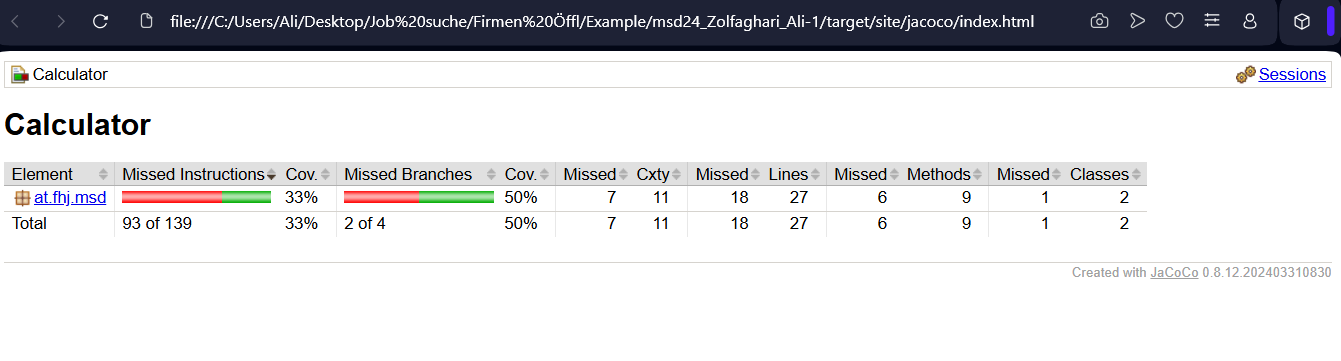 file:///C:/Users/Ali/Desktop/Job%20suche/Firmen%20Öffl/Example/msd24_Zolfaghari_Ali-1/target/site/jacoco/index.html
Calculator Sessions
Calculator
Element Missed Instructions Cov. Missed Branches Cov. Missed Cxty Missed Lines Missed Methods Missed Classes
at.fhj.msd 33% 50% 7 11 18 27 6 9 1 2
Total 93 of 139 33% 2 of 4 50% 7 11 18 27 6 9 1 2
Created with JaCoCo 0.8.12.202403310830